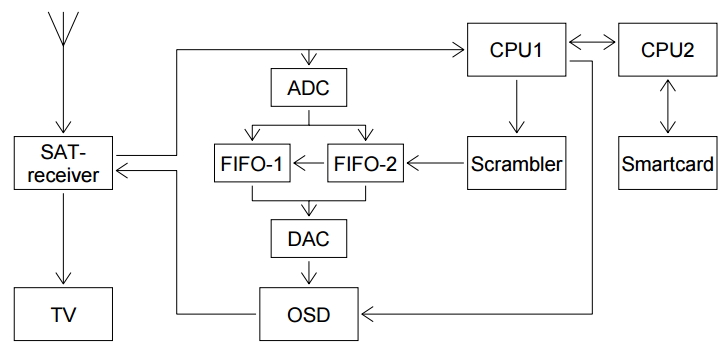 CPU1
CPU2
ADC
SAT-
receiver
FIFO-1
FIFO-2
Scrambler
Smartcard
DAC
TV
OSD